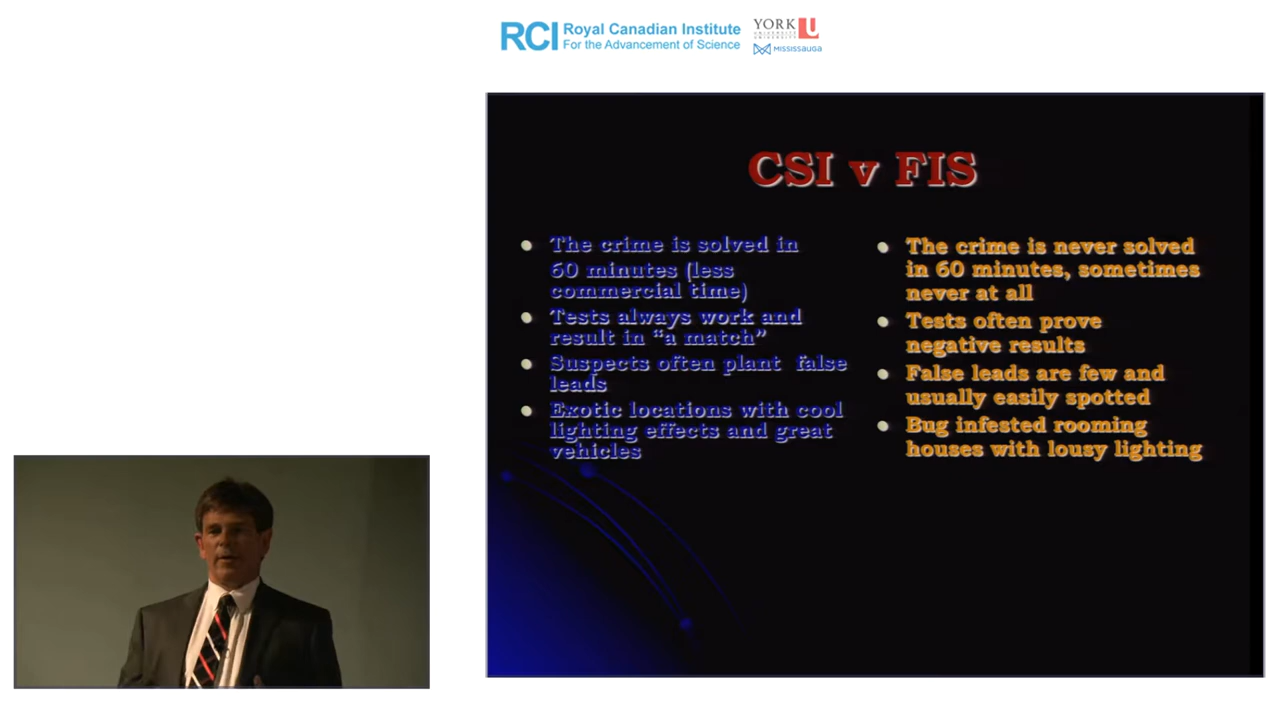 RCI Royal Canadian Institute
For the Advancement of Science
YORK U
UNIVERSITÉ
UNIVERSITY
MISSISSAUGA
CSI v FIS
The crime is solved in
60 minutes (less
commercial time)
Tests always work and
result in “a match”
Suspects often plant false
leads
Exotic locations with cool
lighting effects and great
vehicles
The crime is never solved
in 60 minutes, sometimes
never at all
Tests often prove
negative results
False leads are few and
usually easily spotted
Bug infested rooming
houses with lousy lighting